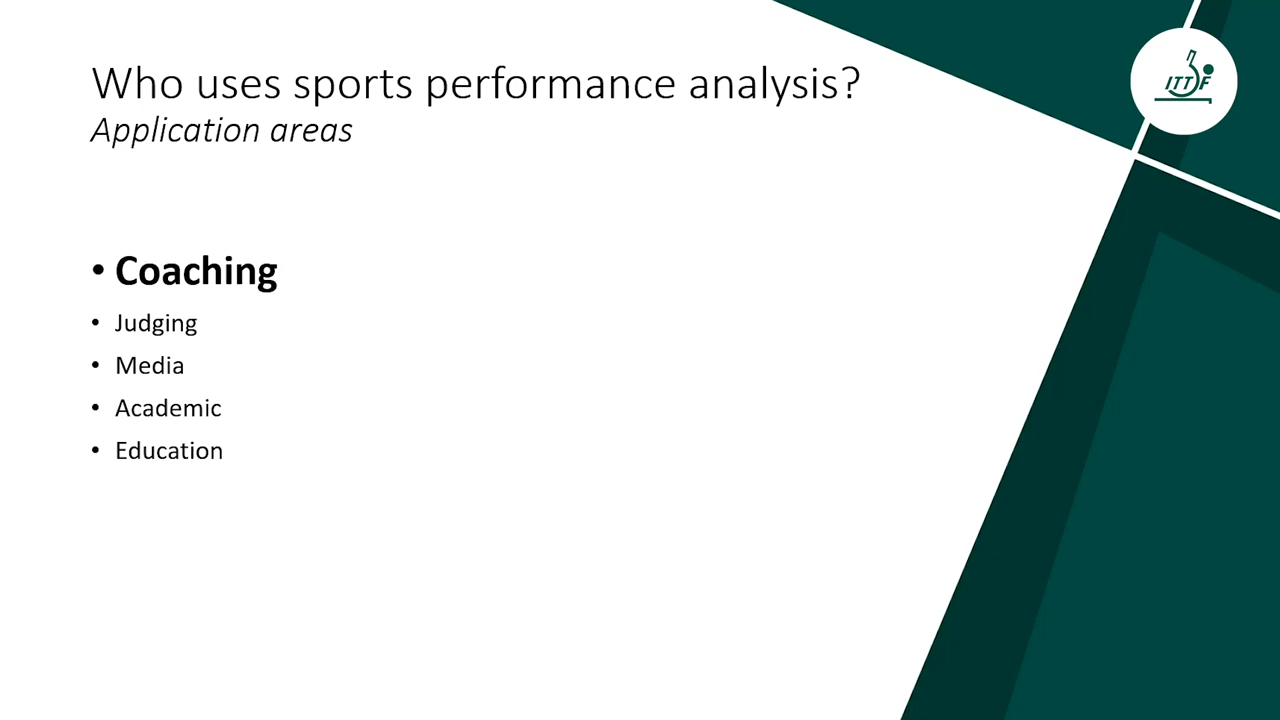 Who uses sports performance analysis?
Application areas
ITTF
• Coaching
• Judging
• Media
• Academic
• Education